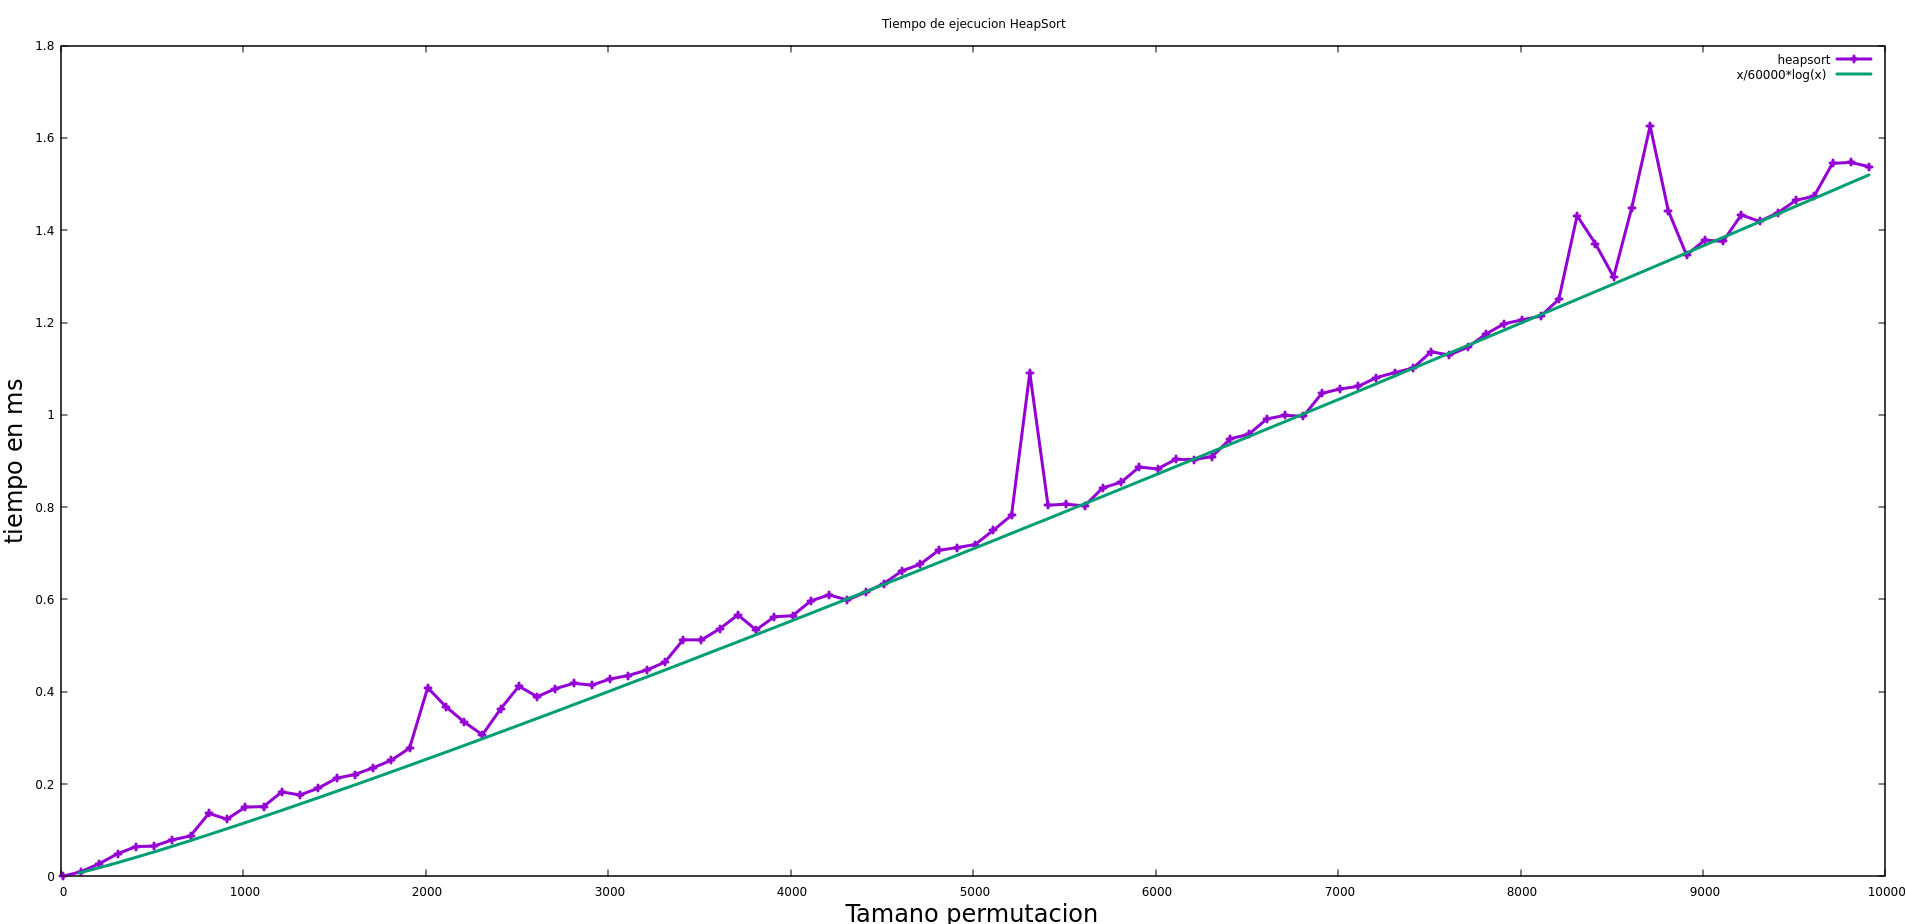 Tiempo de ejecucion HeapSort
heapsort
x/60000*log(x)
1.8
1.6
1.4
1.2
1
0.8
0.6
0.4
0.2
0
tiempo en ms
0 1000 2000 3000 4000 5000 6000 7000 8000 9000 10000
Tamano permutacion